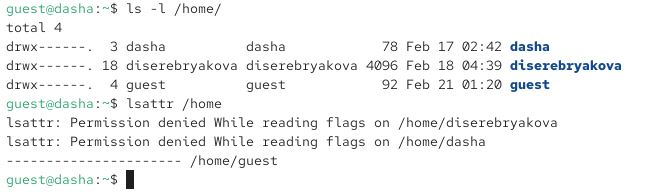 guest@dasha:~$ ls -l /home/
total 4
drwx------.  3 dasha         dasha           78 Feb 17 02:42 dasha
drwx------. 18 diserebryakova diserebryakova 4096 Feb 18 04:39 diserebryakova
drwx------.  4 guest         guest           92 Feb 21 01:20 guest
guest@dasha:~$ lsattr /home
lsattr: Permission denied While reading flags on /home/diserebryakova
lsattr: Permission denied While reading flags on /home/dasha
---------------------- /home/guest
guest@dasha:~$